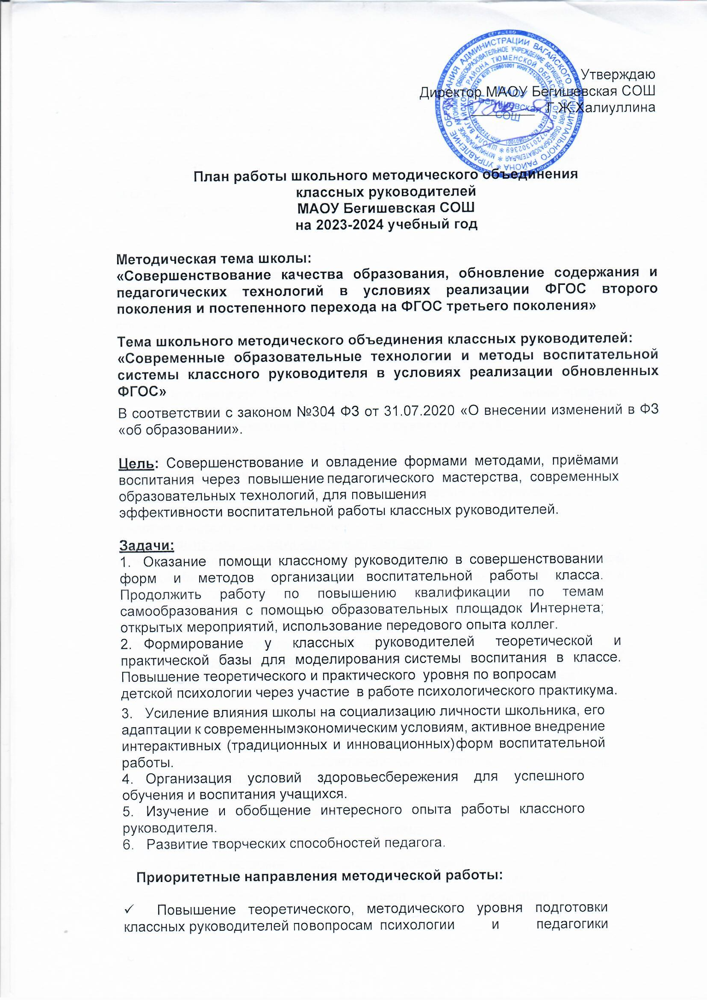 Утверждаю
Директор МАОУ Бегишевская СОШ
Г.Ж.Халиуллина
МАОУ
Бегишевская
СОШ
План работы школьного методического объединения
классных руководителей
МАОУ Бегишевская СОШ
на 2023-2024 учебный год
Методическая тема школы:
«Совершенствование качества образования, обновление содержания и
педагогических технологий в условиях реализации ФГОС второго
поколения и постепенного перехода на ФГОС третьего поколения»
Тема школьного методического объединения классных руководителей:
«Современные образовательные технологии и методы воспитательной
системы классного руководителя в условиях реализации обновленных
ФГОС»
В соответствии с законом №304 ФЗ от 31.07.2020 «О внесении изменений в ФЗ
«об образовании».
Цель: Совершенствование и овладение формами методами, приёмами
воспитания через повышение педагогического мастерства, современных
образовательных технологий, для повышения
эффективности воспитательной работы классных руководителей.
Задачи:
1. Оказание помощи классному руководителю в совершенствовании
форм и методов организации воспитательной работы класса.
Продолжить работу по повышению квалификации по темам
самообразования с помощью образовательных площадок Интернета;
открытых мероприятий, использование передового опыта коллег.
2. Формирование у классных руководителей теоретической и
практической базы для моделирования системы воспитания в классе.
Повышение теоретического и практического уровня по вопросам
детской психологии через участие в работе психологического практикума.
3. Усиление влияния школы на социализацию личности школьника, его
адаптации к современнымэкономическим условиям, активное внедрение
интерактивных (традиционных и инновационных)форм воспитательной
работы.
4. Организация условий здоровьесбережения для успешного
обучения и воспитания учащихся.
5. Изучение и обобщение интересного опыта работы классного
руководителя.
6. Развитие творческих способностей педагога.
Приоритетные направления методической работы:
✓ Повышение теоретического, методического уровня подготовки
классных руководителей повопросам психологии и педагогики